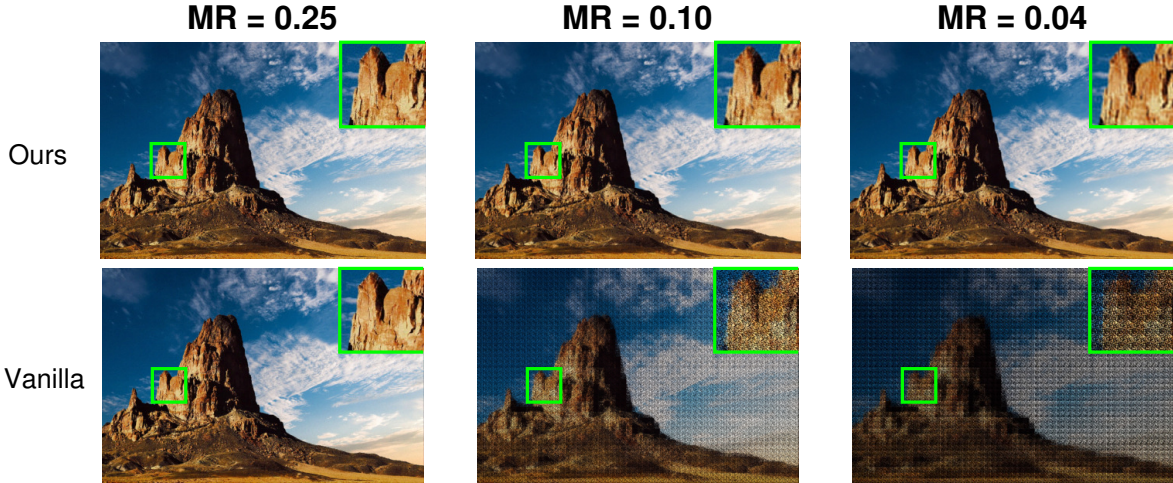 MR = 0.25 MR = 0.10 MR = 0.04
Ours
Vanilla